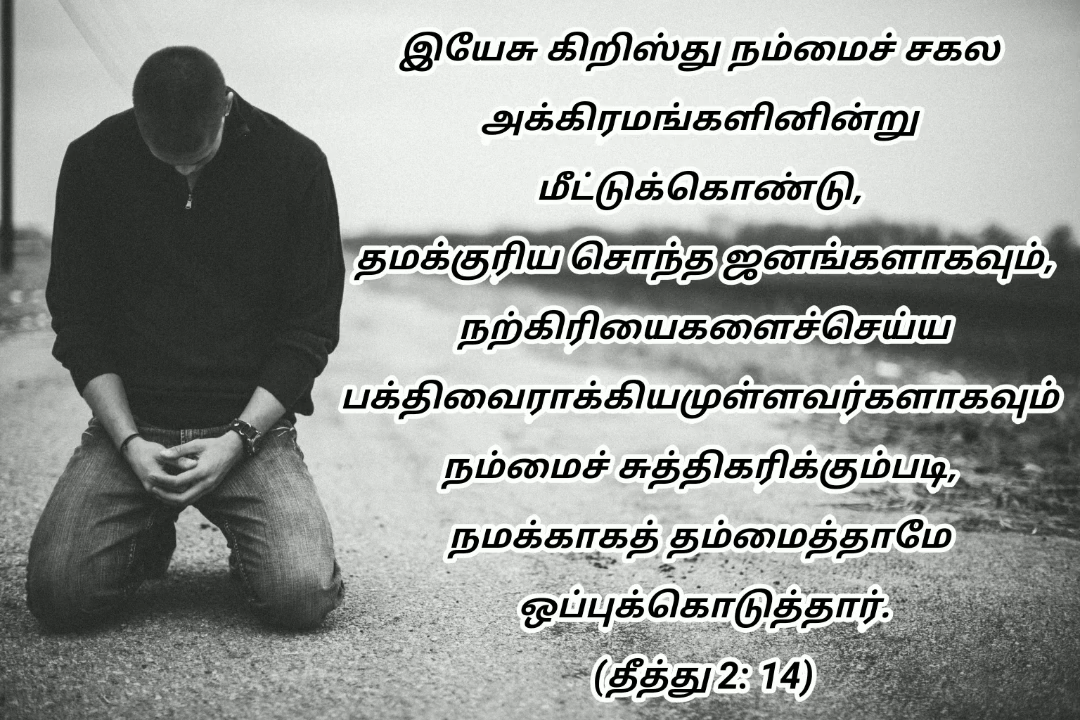 இயேசு கிறிஸ்து நம்மைச் சகல
அக்கிரமங்களினின்று
மீட்டுக்கொண்டு,
தமக்குரிய சொந்த ஜனங்களாகவும்,
நற்கிரியைகளைச்செய்ய
பக்திவைராக்கியமுள்ளவர்களாகவும்
நம்மைச் சுத்திகரிக்கும்படி,
நமக்காகத் தம்மைத்தாமே
ஒப்புக்கொடுத்தார்.
(தீத்து 2: 14)